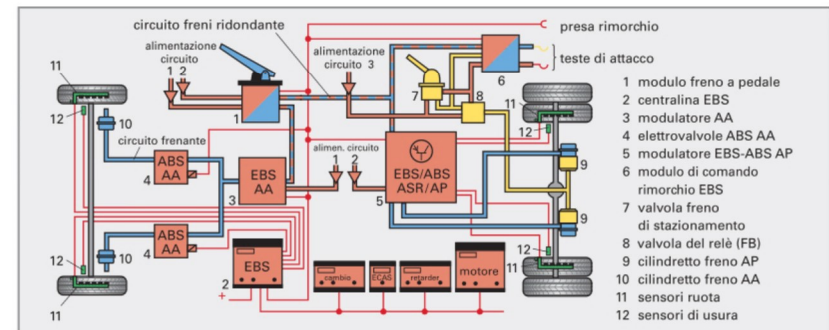 circuito freni ridondante
presa rimorchio
alimentazione
circuito
1 2
alimentazione
circuito 3
teste di attacco
6
7
8
1
11
12
10
circuito frenante
ABS
AA
4
EBS
AA
3
alimen. circuito
1 2
EBS/ABS
ASR/AP
5
11
12
9
9
12
11
ABS
AA
4
10
12
11
EBS
2
+
cambio
ECAS
retarder
motore
1 modulo freno a pedale
2 centralina EBS
3 modulatore AA
4 elettrovalvole ABS AA
5 modulatore EBS-ABS AP
6 modulo di comando
rimorchio EBS
7 valvola freno
di stazionamento
8 valvola del relè (FB)
9 cilindretto freno AP
10 cilindretto freno AA
11 sensori ruota
12 sensori di usura